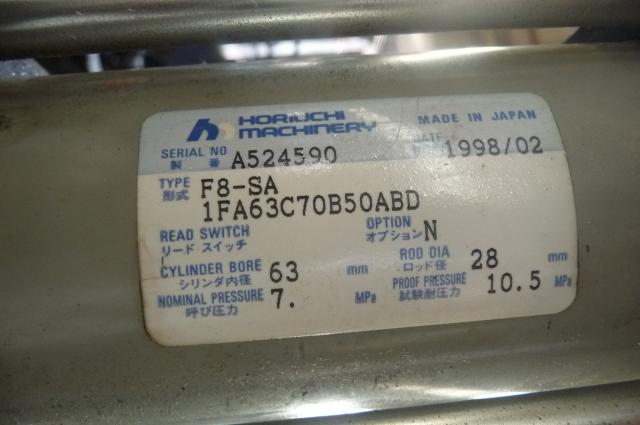 HORIUCHI MACHINERY
MADE IN JAPAN
SERIAL NO A524590 DATE 1998/02
製番
TYPE F8-SA
形式 1FA63C70B50ABD
READ SWITCH OPTION N
リード スイッチ オプション
CYLINDER BORE 63 mm ROD DIA 28 mm
シリンダ内径 ロッド径
NOMINAL PRESSURE 7. MPa PROOF PRESSURE 10.5 MPa
呼び圧力 試験耐圧力